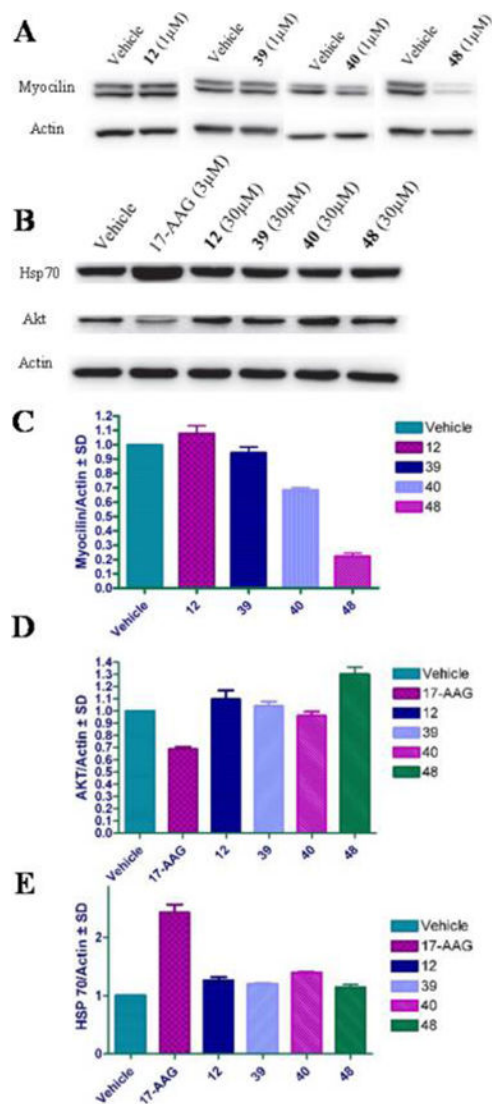 A
Vehicle
12 (1μM)
Vehicle
39 (1μM)
Vehicle
40 (1μM)
Vehicle
48 (1μM)
Myocilin
Actin
B
Vehicle
17-AAG (3μM)
12 (30μM)
39 (30μM)
40 (30μM)
48 (30μM)
Hsp70
Akt
Actin
C
Myocilin/Actin ± SD
1.2
1.1
1.0
0.9
0.8
0.7
0.6
0.5
0.4
0.3
0.2
0.1
0.0
Vehicle
12
39
40
48
Vehicle
12
39
40
48
D
AKT/Actin ± SD
1.4
1.3
1.2
1.1
1.0
0.9
0.8
0.7
0.6
0.5
0.4
0.3
0.2
0.1
0.0
Vehicle
17-AAG
12
39
40
48
Vehicle
17-AAG
12
39
40
48
E
HSP 70/Actin ± SD
2
1
0
Vehicle
17-AAG
12
39
40
48
Vehicle
17-AAG
12
39
40
48